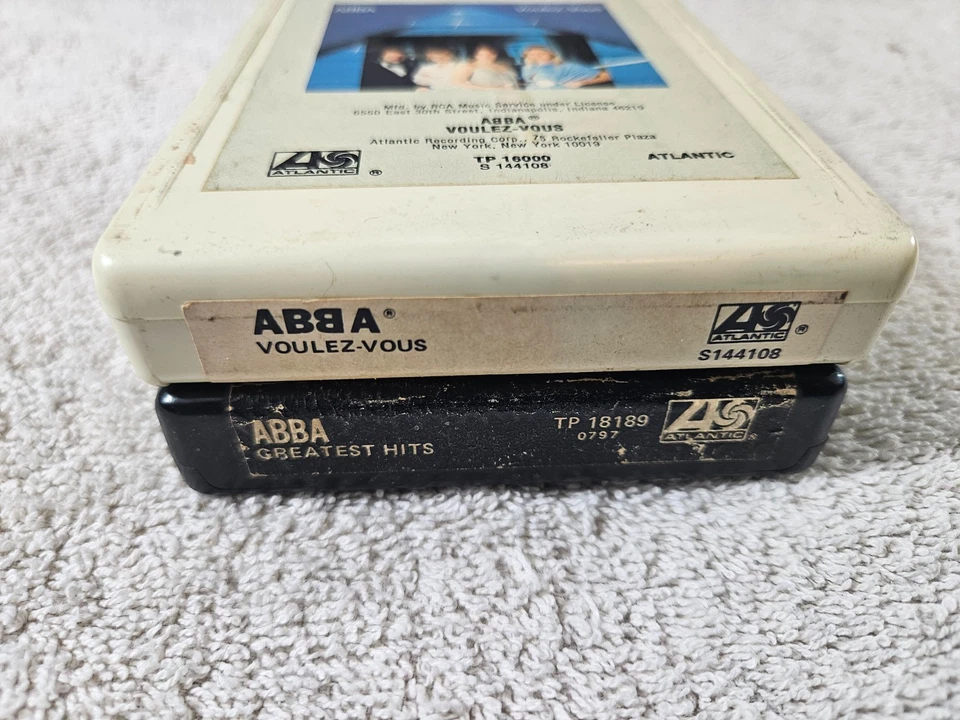 ABBA
Mfd. by RCA Music Service under License
6550 East 30th Street, Indianapolis, Indiana 46219
ABBA®
VOULEZ-VOUS
Atlantic Recording Corp., 75 Rockefeller Plaza
New York, New York 10019
ATLANTIC ®
TP 16000
S 144108
ATLANTIC
ABBA®
VOULEZ-VOUS
ATLANTIC ®
S144108
ABBA
GREATEST HITS
TP 18189
0797
ATLANTIC